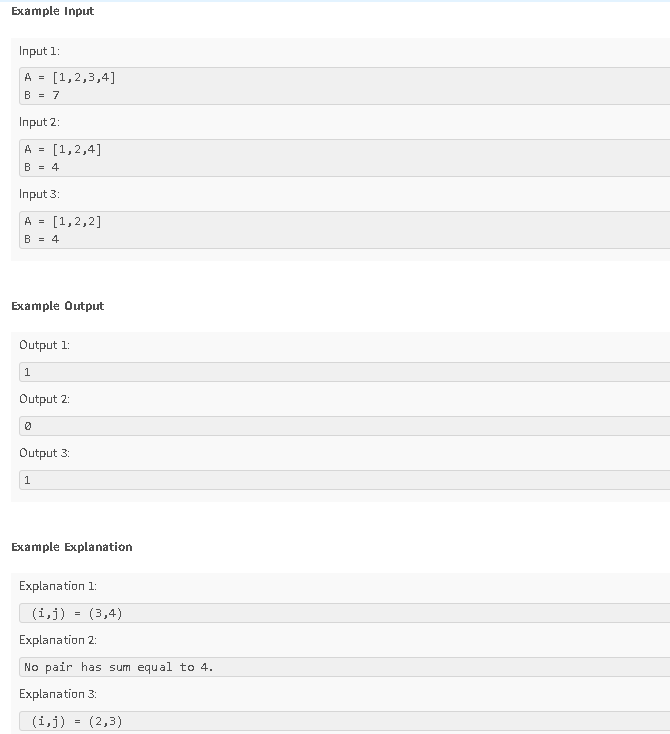 Example Input
Input 1:
A = [1,2,3,4]
B = 7
Input 2:
A = [1,2,4]
B = 4
Input 3:
A = [1,2,2]
B = 4
Example Output
Output 1:
1
Output 2:
0
Output 3:
1
Example Explanation
Explanation 1:
(i,j) = (3,4)
Explanation 2:
No pair has sum equal to 4.
Explanation 3:
(i,j) = (2,3)